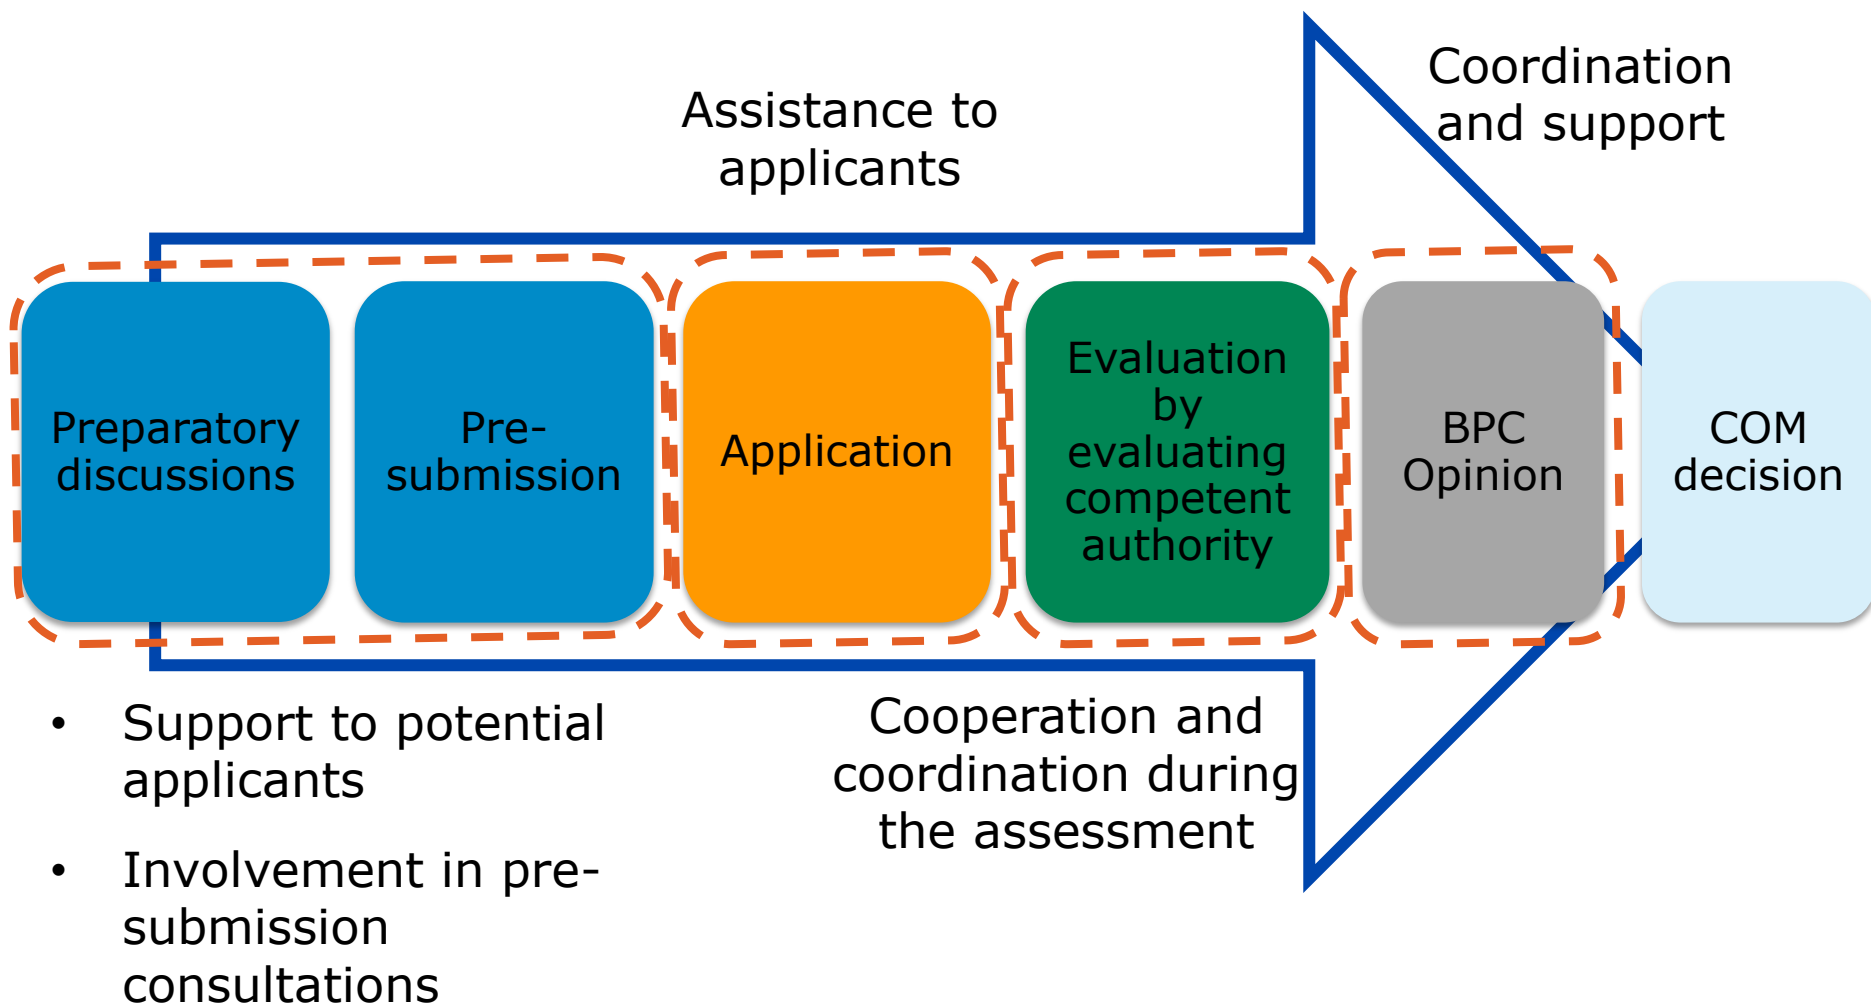 Assistance to
applicants
Coordination
and support
Preparatory
discussions
Pre-
submission
Application
Evaluation
by
evaluating
competent
authority
BPC
Opinion
COM
decision
• Support to potential
applicants
• Involvement in pre-
submission
consultations
Cooperation and
coordination during
the assessment